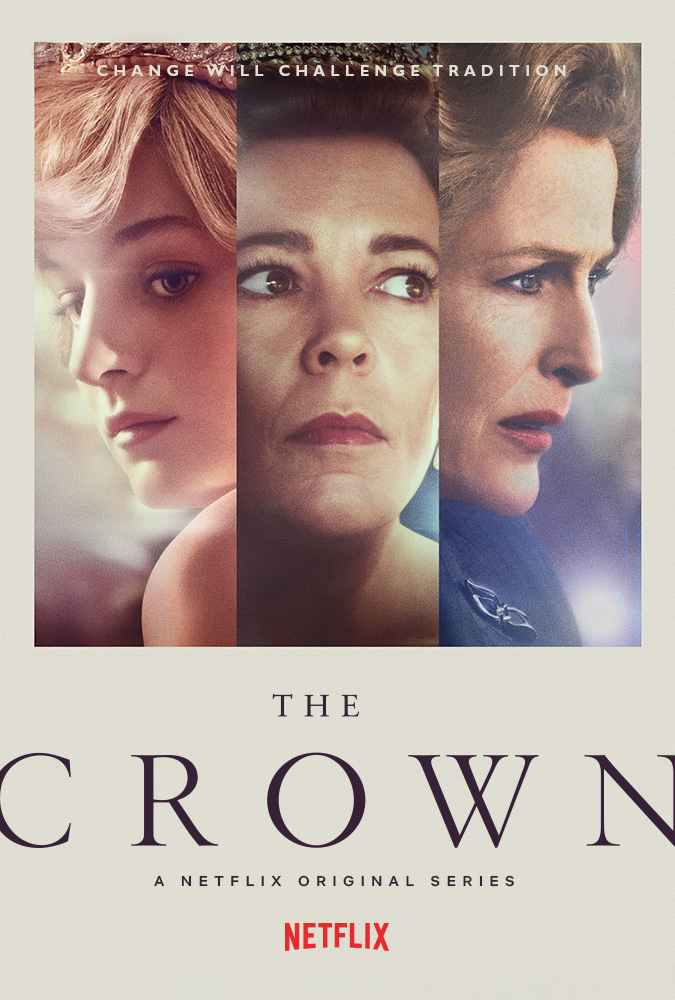 CHANGE WILL CHALLENGE TRADITION
THE
CROWN
A NETFLIX ORIGINAL SERIES
NETFLIX